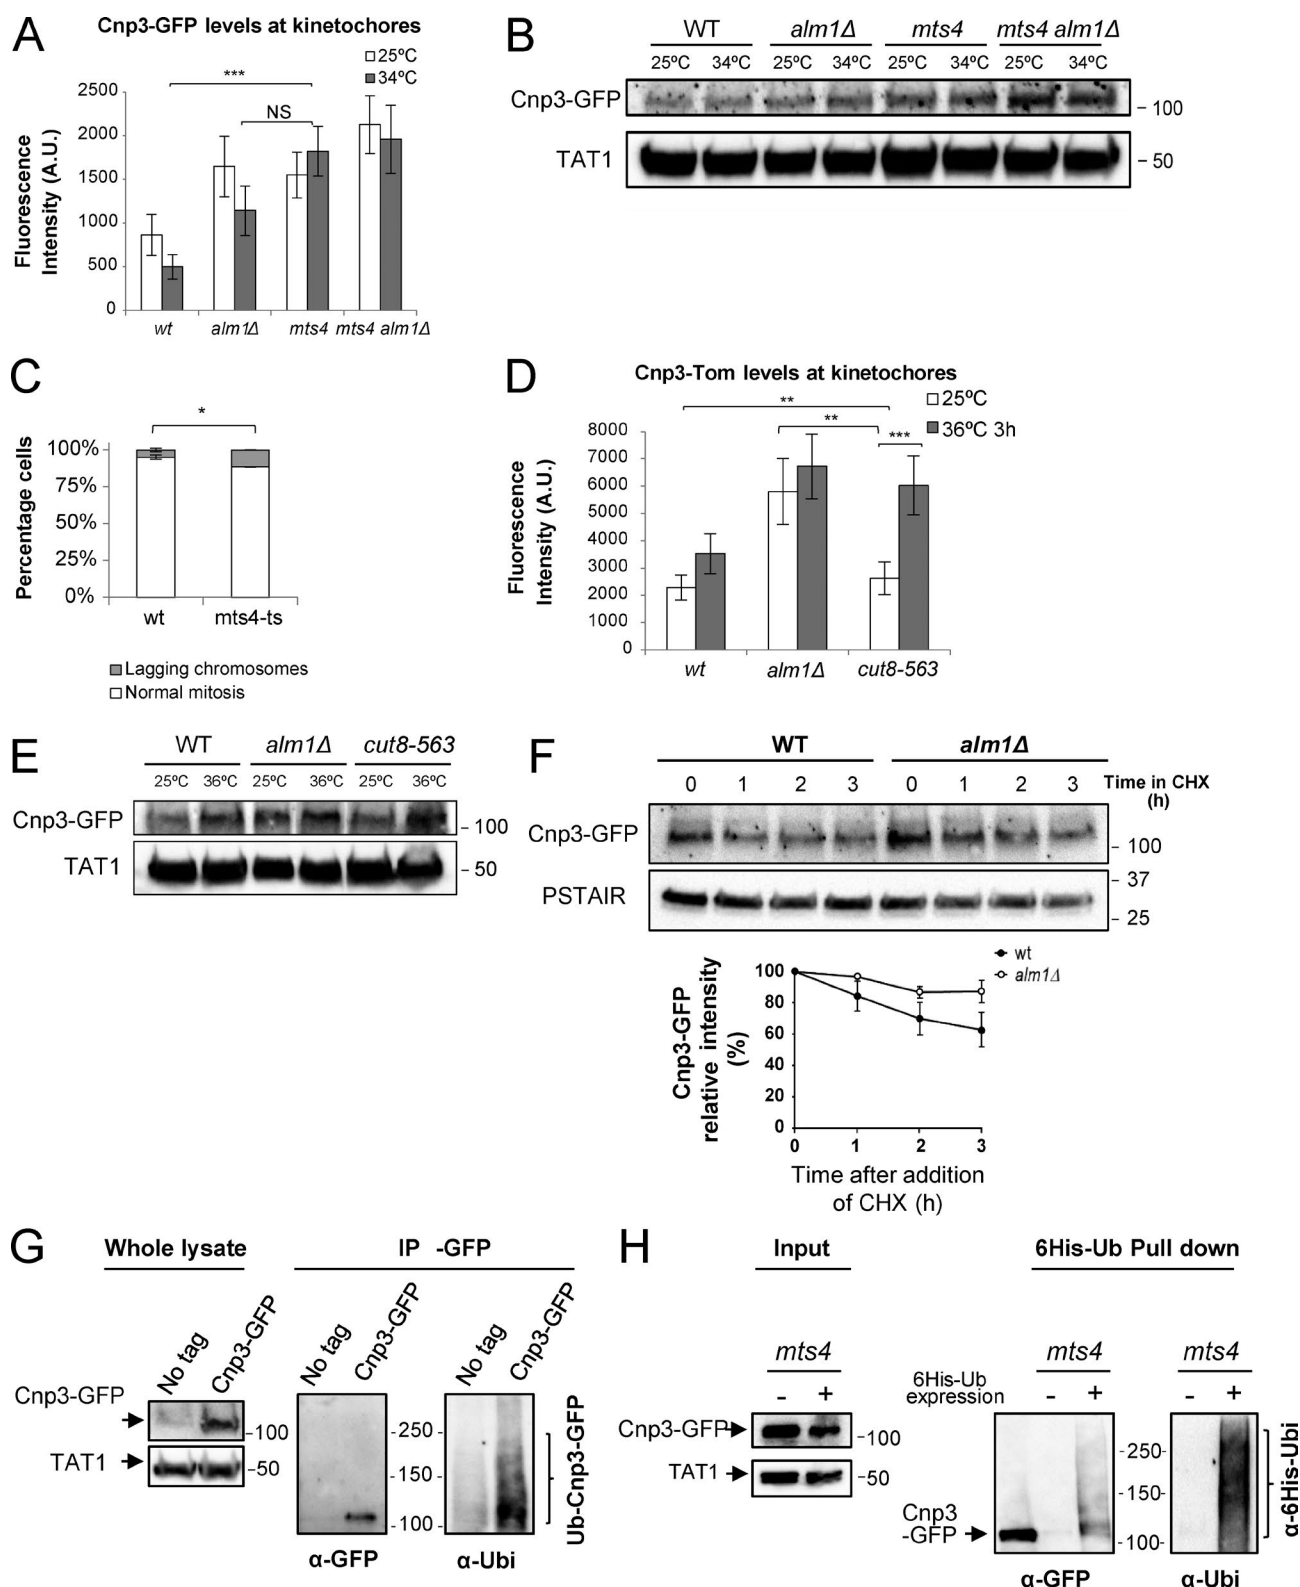 A
Cnp3-GFP levels at kinetochores
25ºC
34ºC
***
NS
Fluorescence
Intensity (A.U.)
2500
2000
1500
1000
500
0
wt alm1Δ mts4 mts4 alm1Δ
B
WT alm1Δ mts4 mts4 alm1Δ
25ºC 34ºC 25ºC 34ºC 25ºC 34ºC 25ºC 34ºC
Cnp3-GFP
- 100
TAT1
- 50
C
*
Percentage cells
100%
75%
50%
25%
0%
wt mts4-ts
Lagging chromosomes
Normal mitosis
D
Cnp3-Tom levels at kinetochores
25ºC
36ºC 3h
**
**
***
Fluorescence
Intensity (A.U.)
8000
7000
6000
5000
4000
3000
2000
1000
0
wt alm1Δ cut8-563
E
WT alm1Δ cut8-563
25ºC 36ºC 25ºC 36ºC 25ºC 36ºC
Cnp3-GFP
- 100
TAT1
- 50
F
WT alm1Δ
0 1 2 3 0 1 2 3 Time in CHX
(h)
Cnp3-GFP
- 100
PSTAIR
- 37
- 25
wt
alm1Δ
Cnp3-GFP
relative intensity
(%)
100
80
60
40
20
0
0 1 2 3
Time after addition
of CHX (h)
G
Whole lysate IP -GFP
No tag Cnp3-GFP No tag Cnp3-GFP No tag Cnp3-GFP
Cnp3-GFP
-100
TAT1
-50
- 250-
- 150-
- 100-
Ub-Cnp3-GFP
α-GFP α-Ubi
H
Input 6His-Ub Pull down
mts4 mts4 mts4
6His-Ub
expression
- + - + - +
Cnp3-GFP
-100
TAT1
-50
Cnp3
-GFP
-250-
-150-
-100-
α-6His-Ubi
α-GFP α-Ubi